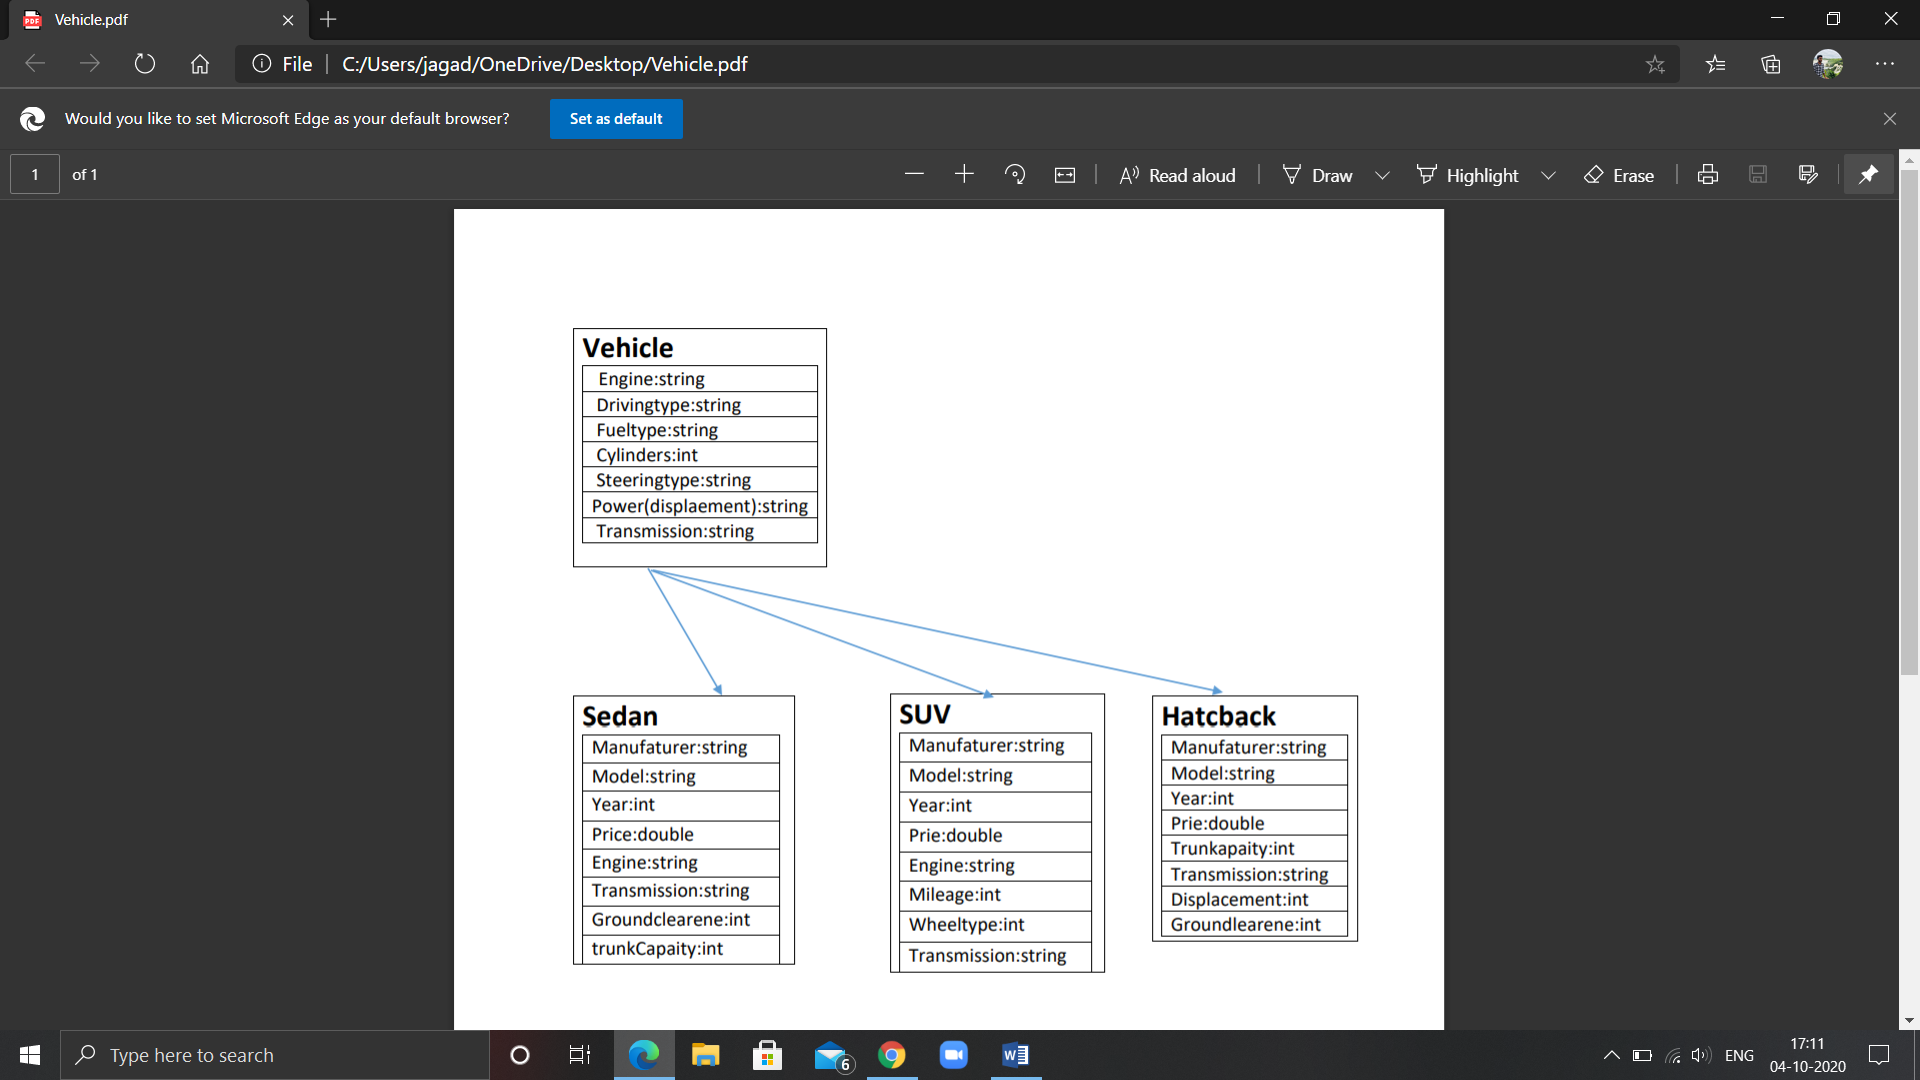 Vehicle.pdf
File
C:/Users/jagad/OneDrive/Desktop/Vehicle.pdf
Would you like to set Microsoft Edge as your default browser?
Set as default
1 of 1
Read aloud
Draw
Highlight
Erase
Vehicle
Engine:string
Drivingtype:string
Fueltype:string
Cylinders:int
Steeringtype:string
Power(displaement):string
Transmission:string
Sedan
Manufaturer:string
Model:string
Year:int
Price:double
Engine:string
Transmission:string
Groundclearene:int
trunkCapaity:int
SUV
Manufaturer:string
Model:string
Year:int
Prie:double
Engine:string
Mileage:int
Wheeltype:int
Transmission:string
Hatcback
Manufaturer:string
Model:string
Year:int
Prie:double
Trunkapaity:int
Transmission:string
Displacement:int
Groundlearene:int
Type here to search
6
ENG
17:11
04-10-2020